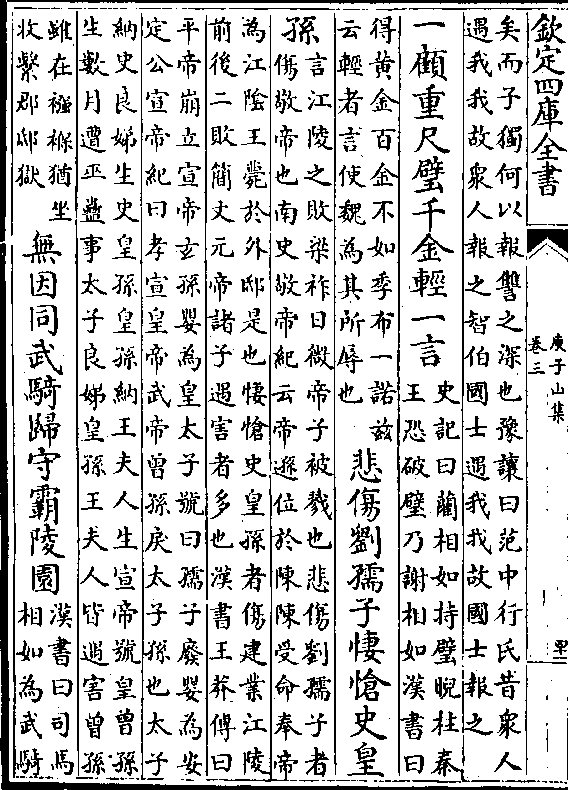 欽定四庫全書
庾子山集
卷三
矣而子獨何以報讐之深也豫讓曰范中行氏昔衆人
遇我我故衆人報之智伯國士遇我我故國士報之
一顧重尺璧千金輕一言
史記曰藺相如持璧睨柱秦
王恐破璧乃謝相如漢書曰
得黄金百金不如季布一諾兹
云輕者言使魏為其所辱也
悲傷劉孺子悽愴史皇
孫
言江陵之敗梁祚日微帝子被戮也悲傷劉孺子者
傷敬帝也南史敬帝紀云帝遜位於陳陳受命奉帝
為江隂王薨於外邸是也悽愴史皇孫者傷建業江陵
前後二敗簡文元帝諸子遇害者多也漢書王莽傳曰
平帝崩立宣帝玄孫嬰為皇太子號曰孺子廢嬰為安
定公宣帝紀曰孝宣皇帝武帝曾孫戾太子孫也太子
納史良娣生史皇孫皇孫納王夫人生宣帝號皇曾孫
生數月遭巫蠱事太子良娣皇孫王夫人皆遇害曾孫
雖在襁褓猶坐
收繫郡邸獄
無因同武騎歸守霸陵園
漢書曰司馬
相如為武騎